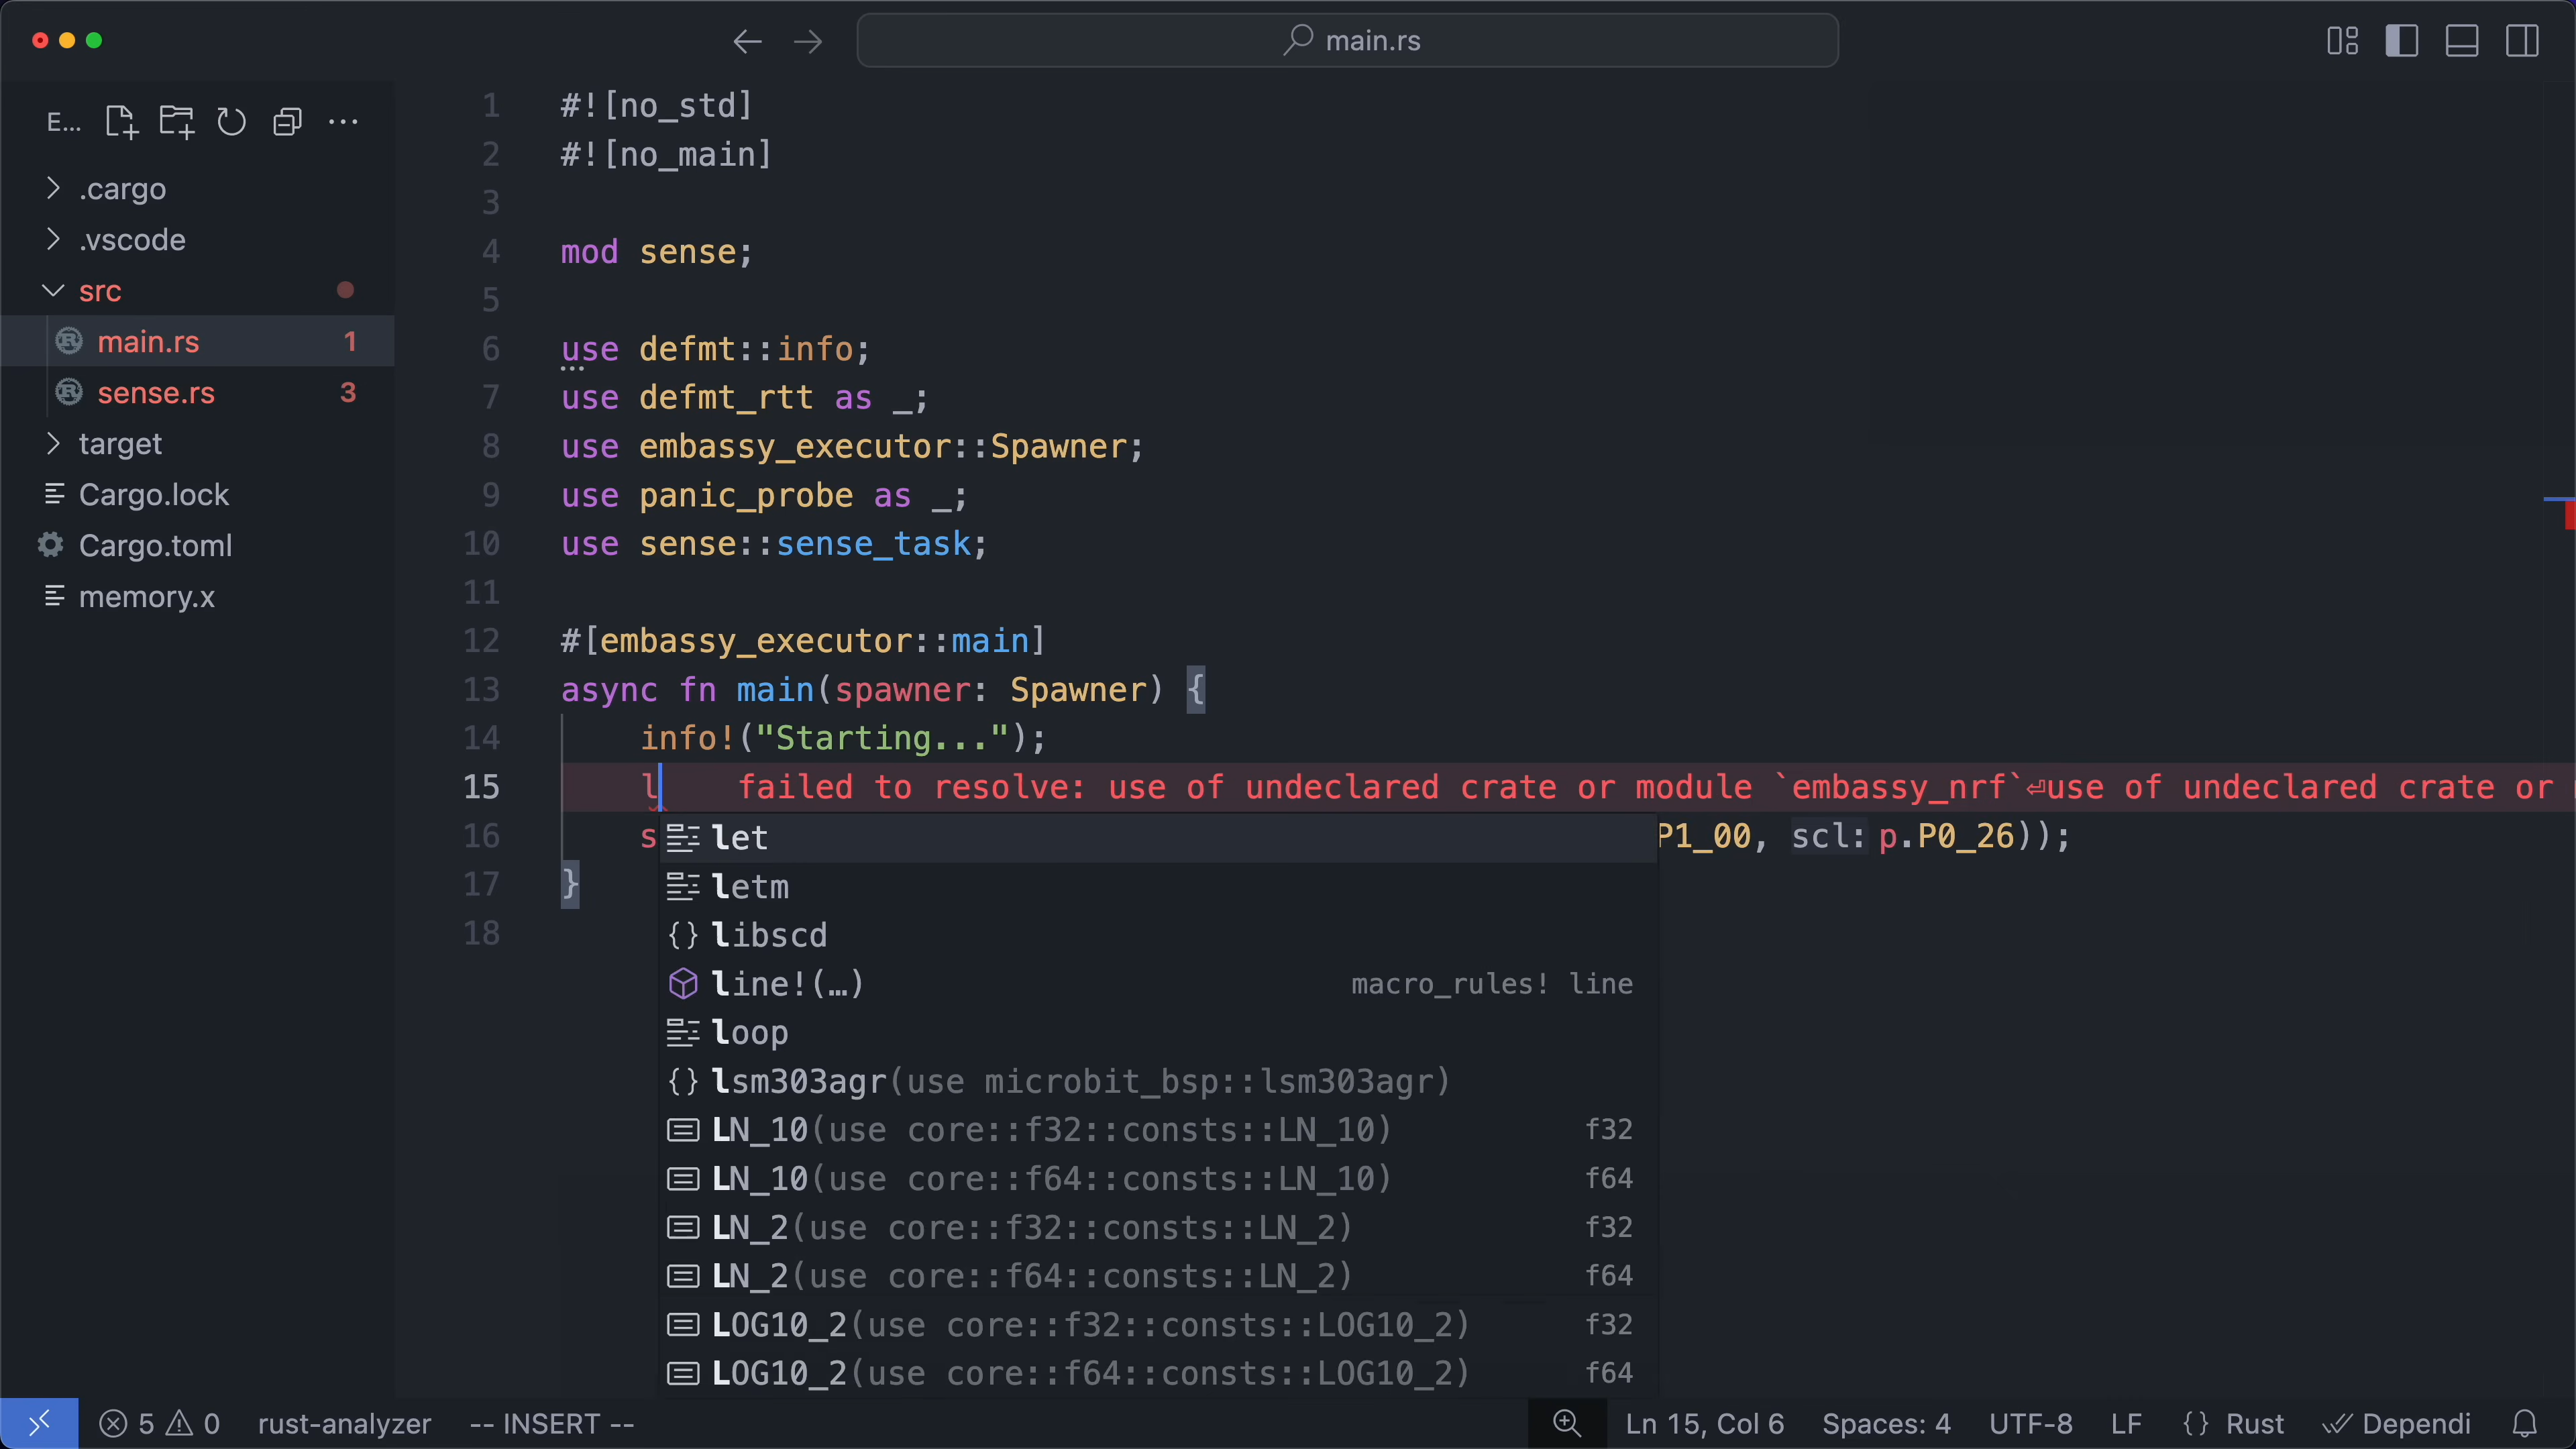 main.rs
E...
.cargo
.vscode
src
main.rs 1
sense.rs 3
target
Cargo.lock
Cargo.toml
memory.x
1 #![no_std]
2 #![no_main]
3
4 mod sense;
5
6 use defmt::info;
7 use defmt_rtt as _;
8 use embassy_executor::Spawner;
9 use panic_probe as _;
10 use sense::sense_task;
11
12 #[embassy_executor::main]
13 async fn main(spawner: Spawner) {
14 info!("Starting...");
15 l failed to resolve: use of undeclared crate or module `embassy_nrf`⏎use of undeclared crate or
16 s P1_00, scl: p.P0_26));
17 }
18
let
letm
{} libscd
line!(…) macro_rules! line
loop
{} lsm303agr(use microbit_bsp::lsm303agr)
LN_10(use core::f32::consts::LN_10) f32
LN_10(use core::f64::consts::LN_10) f64
LN_2(use core::f32::consts::LN_2) f32
LN_2(use core::f64::consts::LN_2) f64
LOG10_2(use core::f32::consts::LOG10_2) f32
LOG10_2(use core::f64::consts::LOG10_2) f64
5 0 rust-analyzer -- INSERT -- Ln 15, Col 6 Spaces: 4 UTF-8 LF {} Rust Dependi